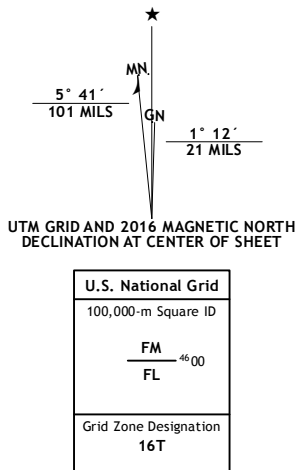 ★
MN
GN
5° 41´
101 MILS
1° 12´
21 MILS
UTM GRID AND 2016 MAGNETIC NORTH
DECLINATION AT CENTER OF SHEET
U.S. National Grid
100,000-m Square ID
FM
4600
FL
Grid Zone Designation
16T